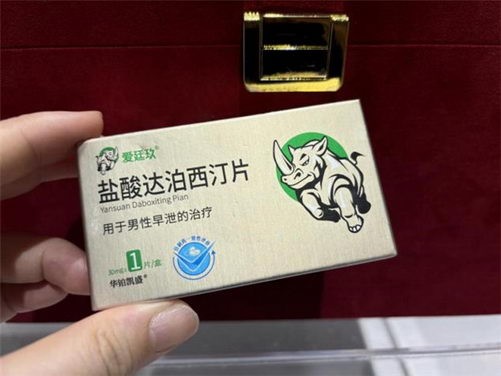 爱廷玖®
盐酸达泊西汀片
Yansuan Daboxiting Pian
用于男性早泄的治疗
30mg×1片/盒
华铂凯盛®